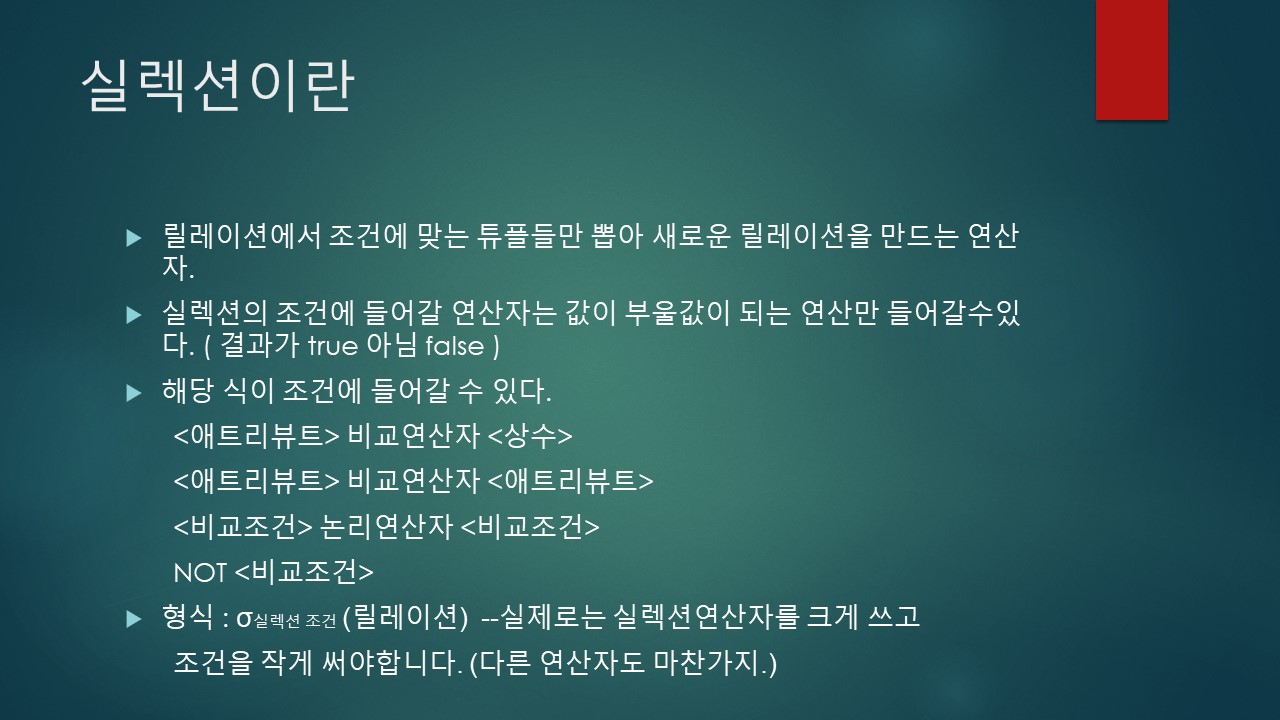 실렉션이란
릴레이션에서 조건에 맞는 튜플들만 뽑아 새로운 릴레이션을 만드는 연산
자.
실렉션의 조건에 들어갈 연산자는 값이 부울값이 되는 연산만 들어갈수있
다. ( 결과가 true 아님 false )
해당 식이 조건에 들어갈 수 있다.
<애트리뷰트> 비교연산자 <상수>
<애트리뷰트> 비교연산자 <애트리뷰트>
<비교조건> 논리연산자 <비교조건>
NOT <비교조건>
형식 : σ실렉션 조건 (릴레이션) --실제로는 실렉션연산자를 크게 쓰고
조건을 작게 써야합니다. (다른 연산자도 마찬가지.)